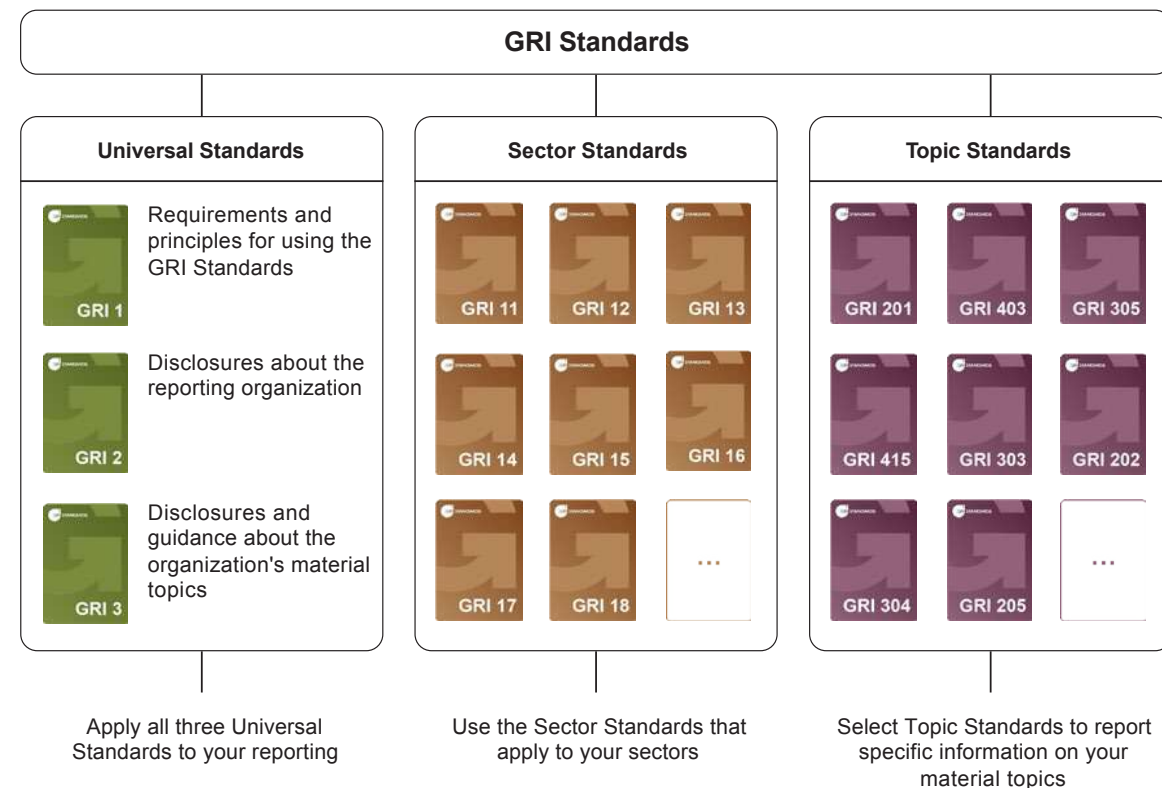 GRI Standards
Universal Standards
GRI 1
Requirements and
principles for using the
GRI Standards
GRI 2
Disclosures about the
reporting organization
GRI 3
Disclosures and
guidance about the
organization's material
topics
Apply all three Universal
Standards to your reporting
Sector Standards
GRI 11
GRI 12
GRI 13
GRI 14
GRI 15
GRI 16
GRI 17
GRI 18
...
Use the Sector Standards that
apply to your sectors
Topic Standards
GRI 201
GRI 403
GRI 305
GRI 415
GRI 303
GRI 202
GRI 304
GRI 205
...
Select Topic Standards to report
specific information on your
material topics